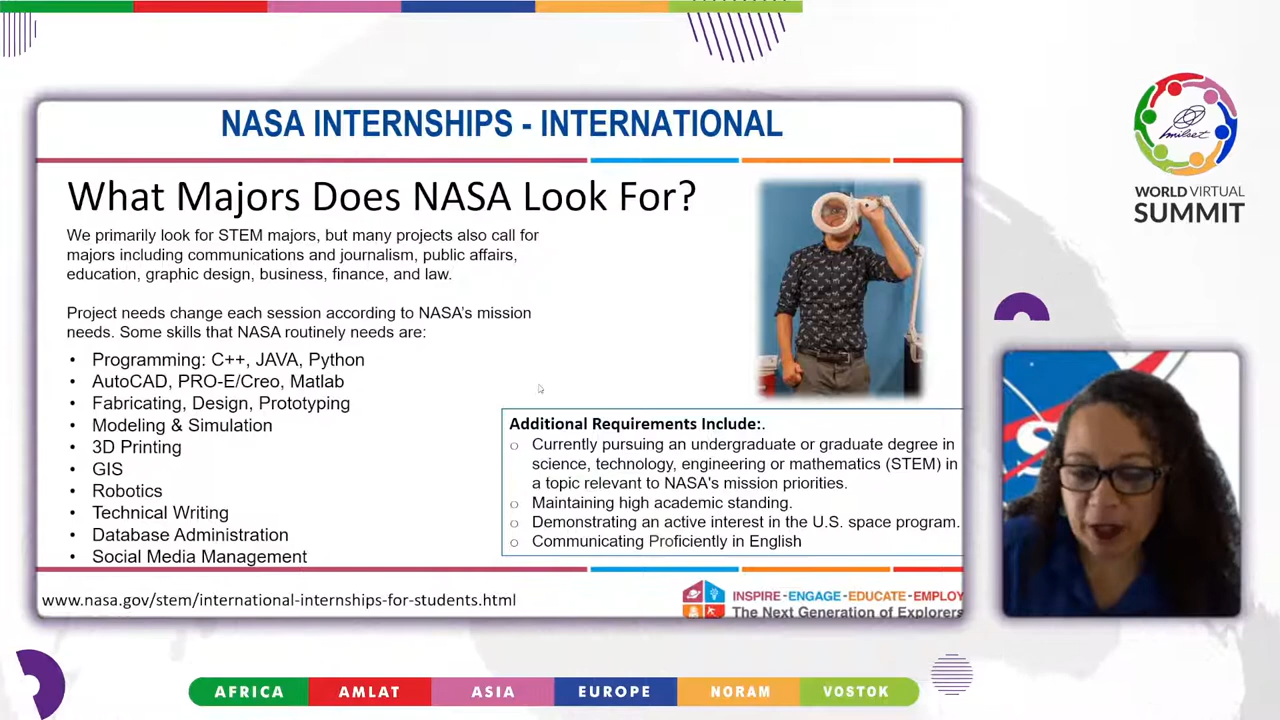 NASA INTERNSHIPS - INTERNATIONAL
What Majors Does NASA Look For?
We primarily look for STEM majors, but many projects also call for
majors including communications and journalism, public affairs,
education, graphic design, business, finance, and law.
Project needs change each session according to NASA's mission
needs. Some skills that NASA routinely needs are:
• Programming: C++, JAVA, Python
• AutoCAD, PRO-E/Creo, Matlab
• Fabricating, Design, Prototyping
• Modeling & Simulation
• 3D Printing
• GIS
• Robotics
• Technical Writing
• Database Administration
• Social Media Management
Additional Requirements Include:.
○ Currently pursuing an undergraduate or graduate degree in
science, technology, engineering or mathematics (STEM) in
a topic relevant to NASA's mission priorities.
○ Maintaining high academic standing.
○ Demonstrating an active interest in the U.S. space program.
○ Communicating Proficiently in English
www.nasa.gov/stem/international-internships-for-students.html
INSPIRE - ENGAGE - EDUCATE - EMPLOY
The Next Generation of Explorers
milset
WORLD VIRTUAL
SUMMIT
AFRICA
AMLAT
ASIA
EUROPE
NORAM
VOSTOK